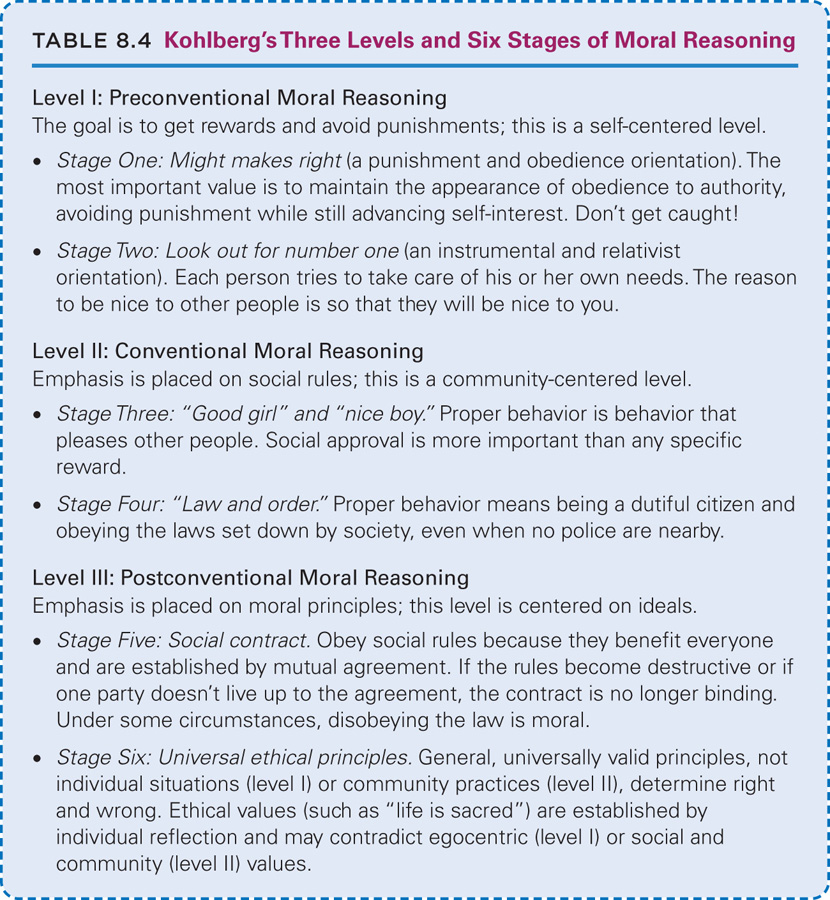 TABLE 8.4 Kohlberg's Three Levels and Six Stages of Moral Reasoning
Level I: Preconventional Moral Reasoning
The goal is to get rewards and avoid punishments; this is a self-centered level.
• Stage One: Might makes right (a punishment and obedience orientation). The
most important value is to maintain the appearance of obedience to authority,
avoiding punishment while still advancing self-interest. Don't get caught!
• Stage Two: Look out for number one (an instrumental and relativist
orientation). Each person tries to take care of his or her own needs. The reason
to be nice to other people is so that they will be nice to you.
Level II: Conventional Moral Reasoning
Emphasis is placed on social rules; this is a community-centered level.
• Stage Three: “Good girl” and “nice boy.” Proper behavior is behavior that
pleases other people. Social approval is more important than any specific
reward.
• Stage Four: “Law and order.” Proper behavior means being a dutiful citizen and
obeying the laws set down by society, even when no police are nearby.
Level III: Postconventional Moral Reasoning
Emphasis is placed on moral principles; this level is centered on ideals.
• Stage Five: Social contract. Obey social rules because they benefit everyone
and are established by mutual agreement. If the rules become destructive or if
one party doesn't live up to the agreement, the contract is no longer binding.
Under some circumstances, disobeying the law is moral.
• Stage Six: Universal ethical principles. General, universally valid principles, not
individual situations (level I) or community practices (level II), determine right
and wrong. Ethical values (such as “life is sacred”) are established by
individual reflection and may contradict egocentric (level I) or social and
community (level II) values.